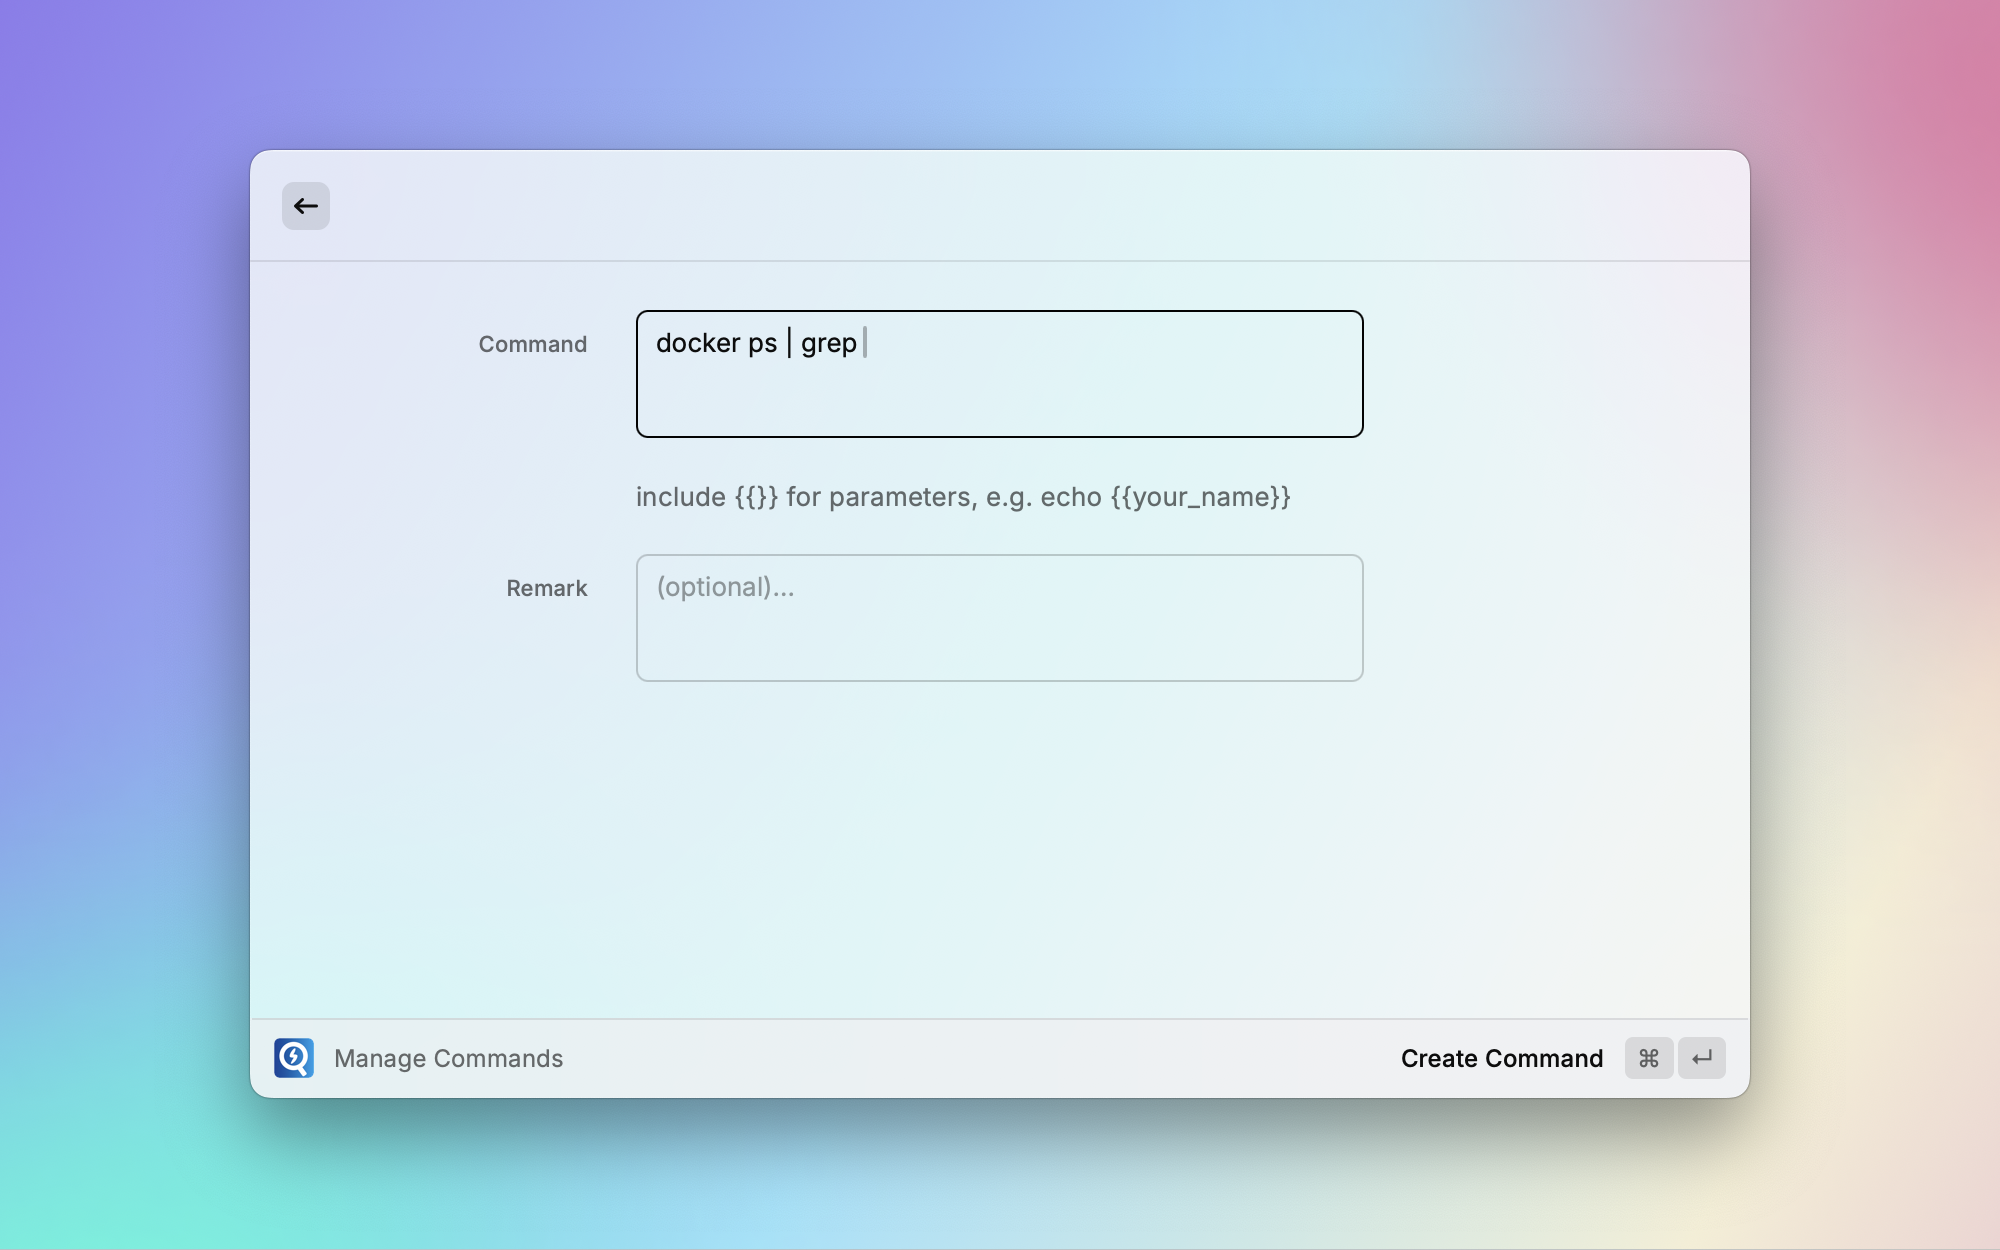 Command
docker ps | grep
include {{}} for parameters, e.g. echo {{your_name}}
Remark
(optional)...
Manage Commands
Create Command ⌘ ↵